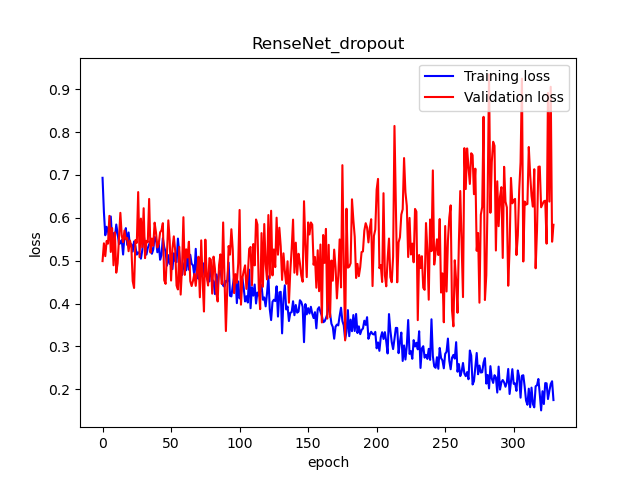 RenseNet_dropout
Training loss
Validation loss
loss
0.9
0.8
0.7
0.6
0.5
0.4
0.3
0.2
0 50 100 150 200 250 300
epoch